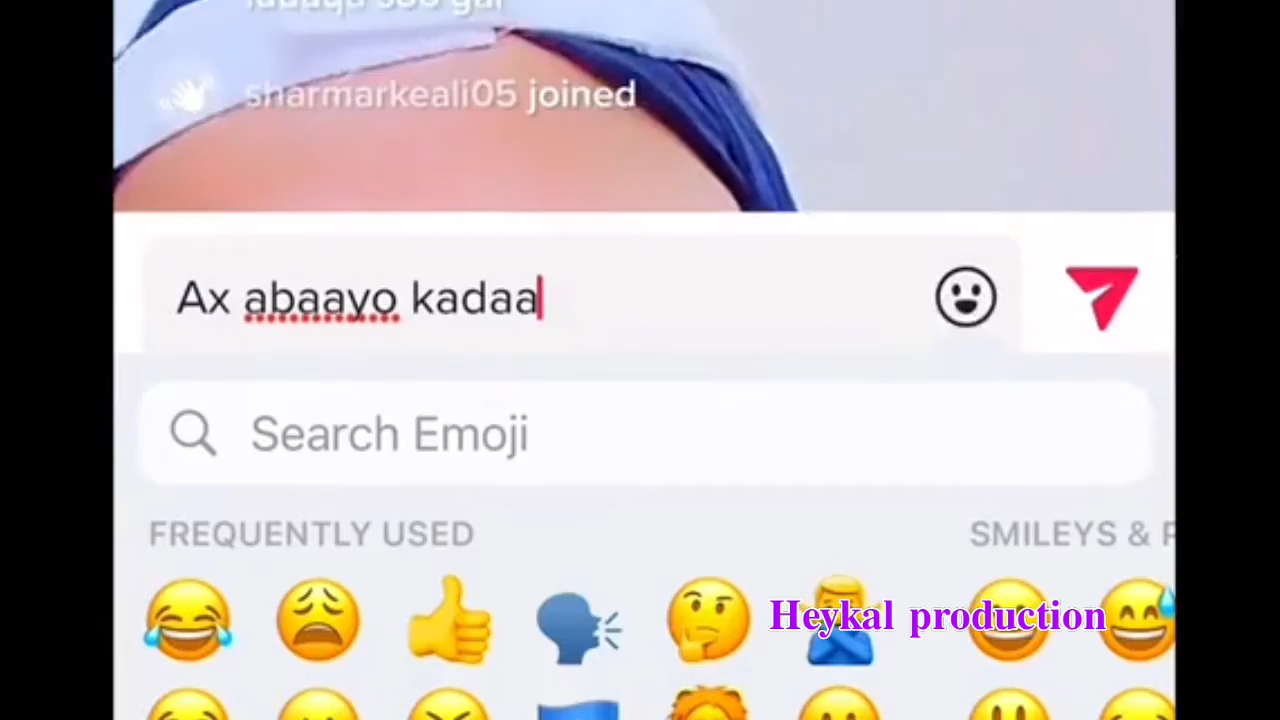 sharmarkeali05 joined
Ax abaayo kadaa
Search Emoji
FREQUENTLY USED
SMILEYS &
Heykal production